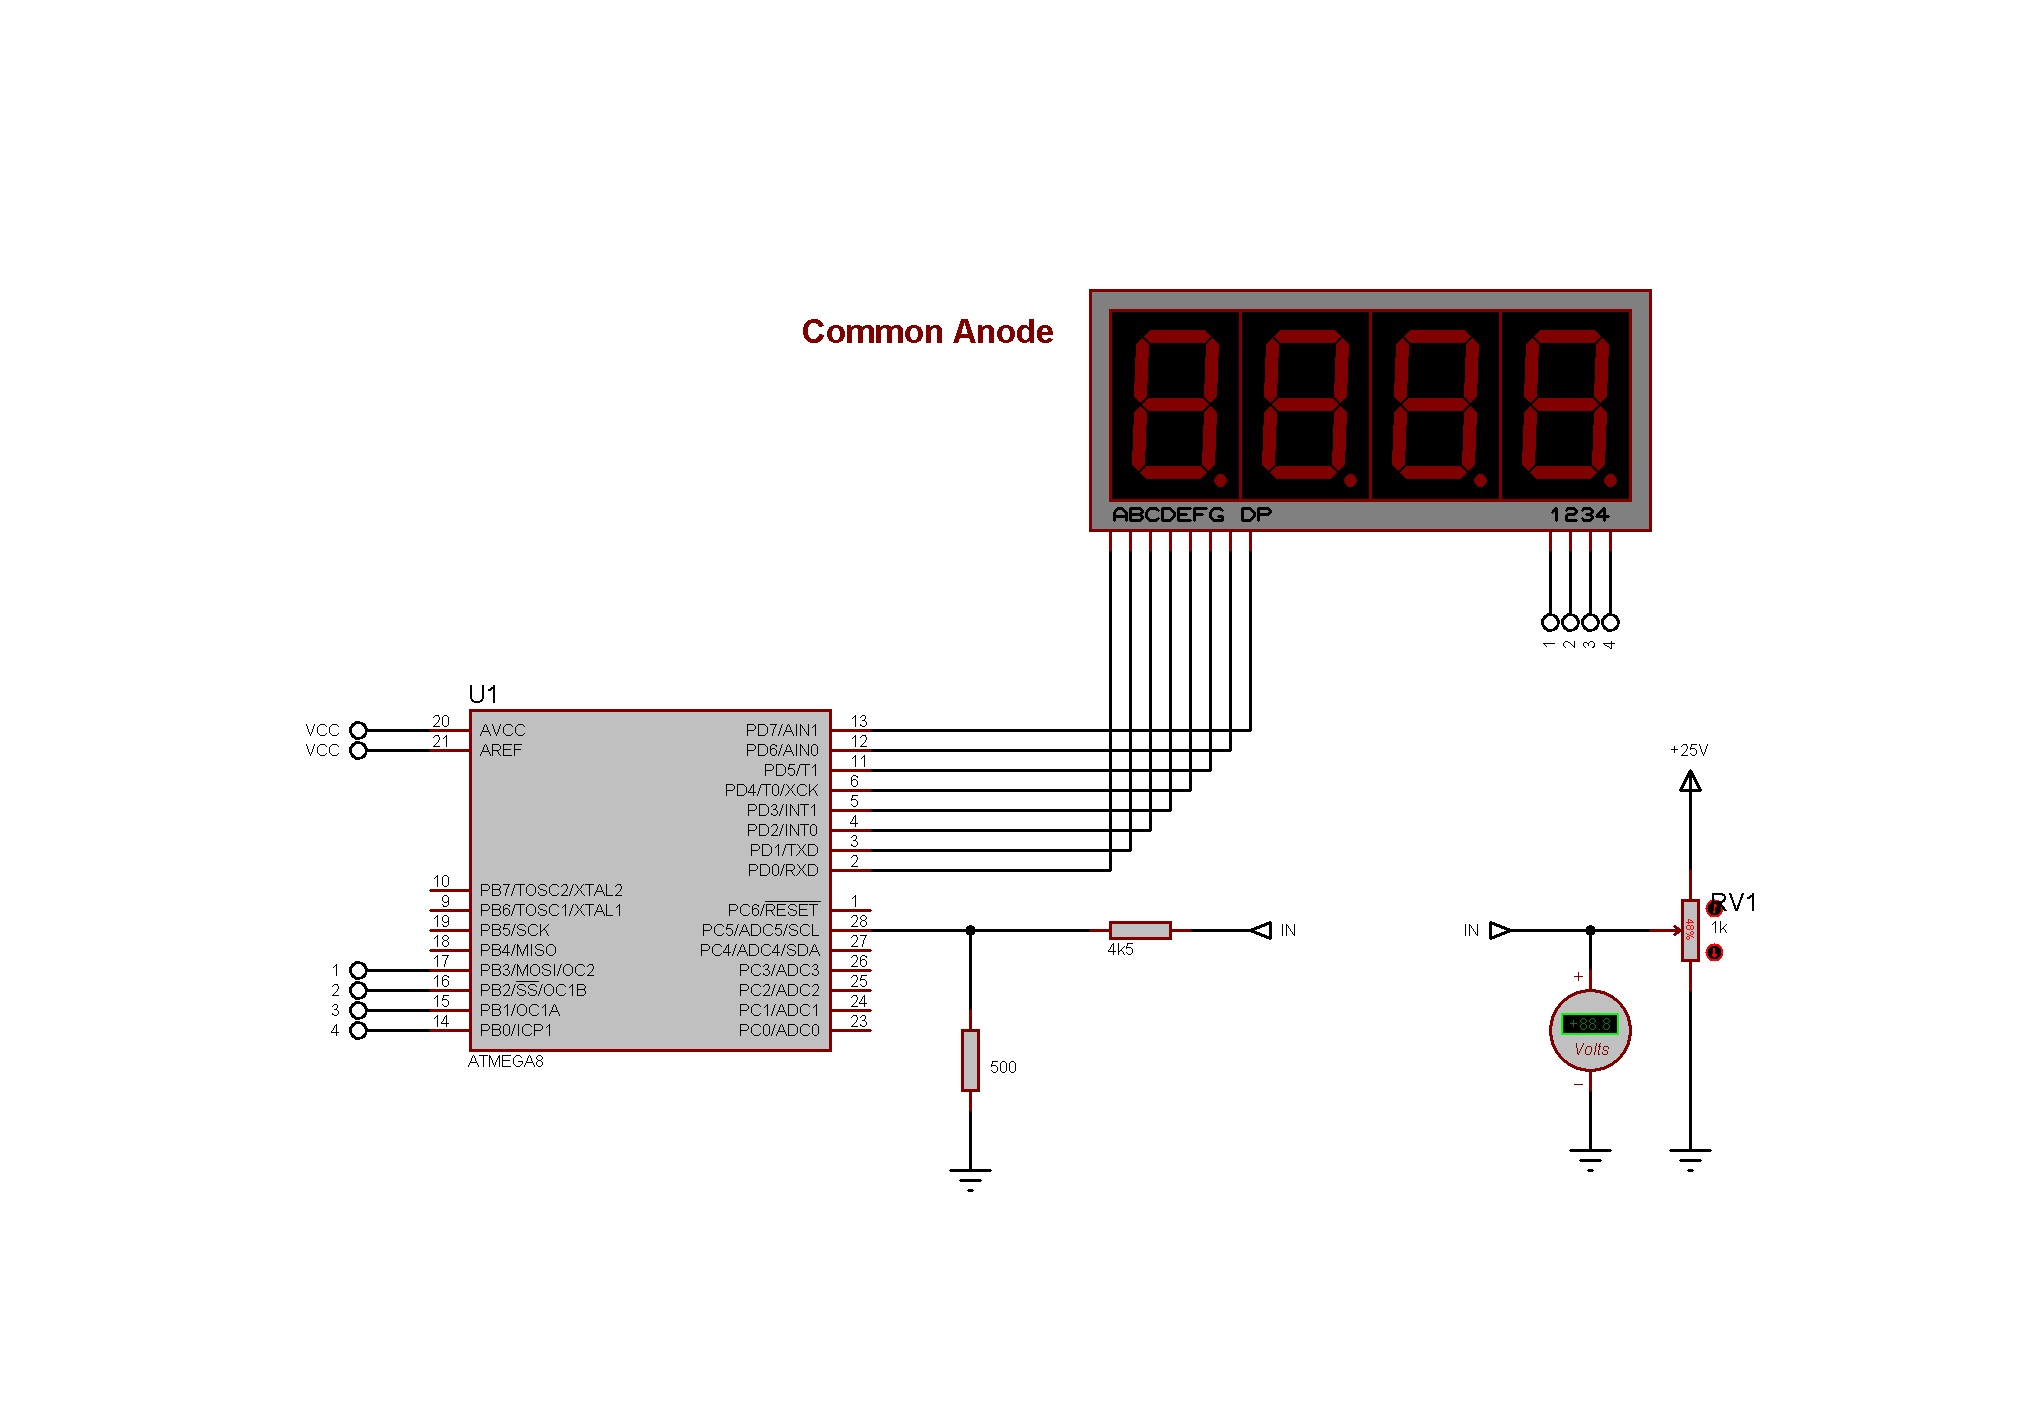 Common Anode
ABCDEFG DP
1234
1
2
3
4
U1
VCC
20
AVCC
VCC
21
AREF
10
PB7/TOSC2/XTAL2
9
PB6/TOSC1/XTAL1
19
PB5/SCK
18
PB4/MISO
1
17
PB3/MOSI/OC2
2
16
PB2/SS/OC1B
3
15
PB1/OC1A
4
14
PB0/ICP1
PD7/AIN1
13
PD6/AIN0
12
PD5/T1
11
PD4/T0/XCK
6
PD3/INT1
5
PD2/INT0
4
PD1/TXD
3
PD0/RXD
2
PC6/RESET
1
PC5/ADC5/SCL
28
PC4/ADC4/SDA
27
PC3/ADC3
26
PC2/ADC2
25
PC1/ADC1
24
PC0/ADC0
23
ATMEGA8
4k5
IN
500
+25V
IN
RV1
1k
48%
+
+88.8
Volts
−